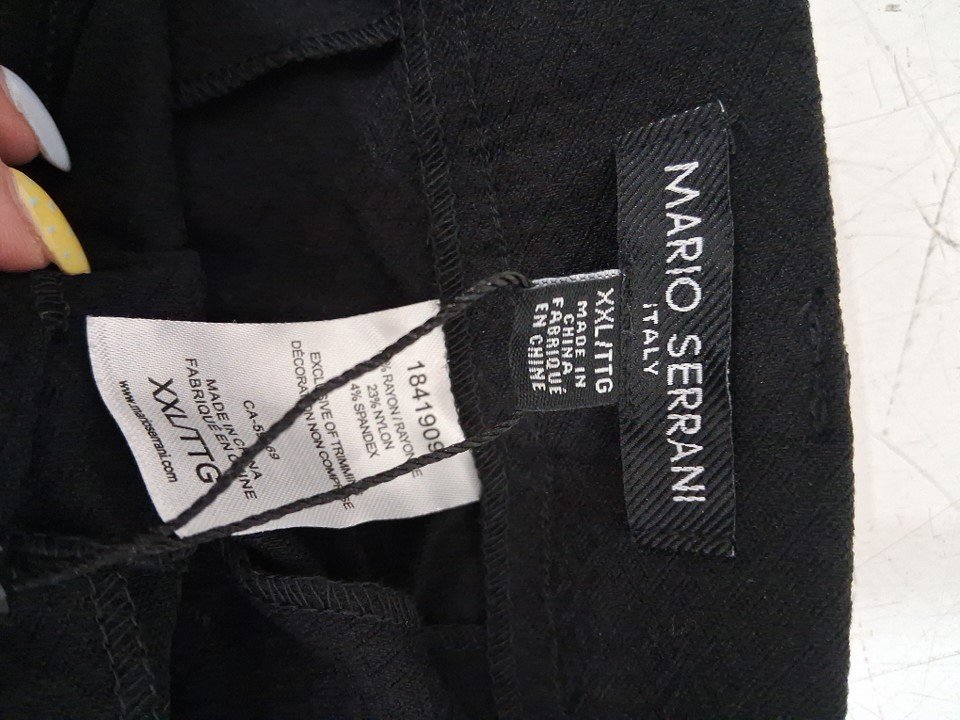 MARIO SERRANI
ITALY
XXL/TTG
MADE IN
CHINA
FABRIQUÉ
EN CHINE
1841909
% RAYON/RAYONNE
23% NYLON
4% SPANDEX
EXCLUSIVE OF TRIMMING
DÉCORATION NON COMPRISE
MADE IN CHINA
FABRIQUÉ EN CHINE
XXL/TTG
www.marioserrani.com